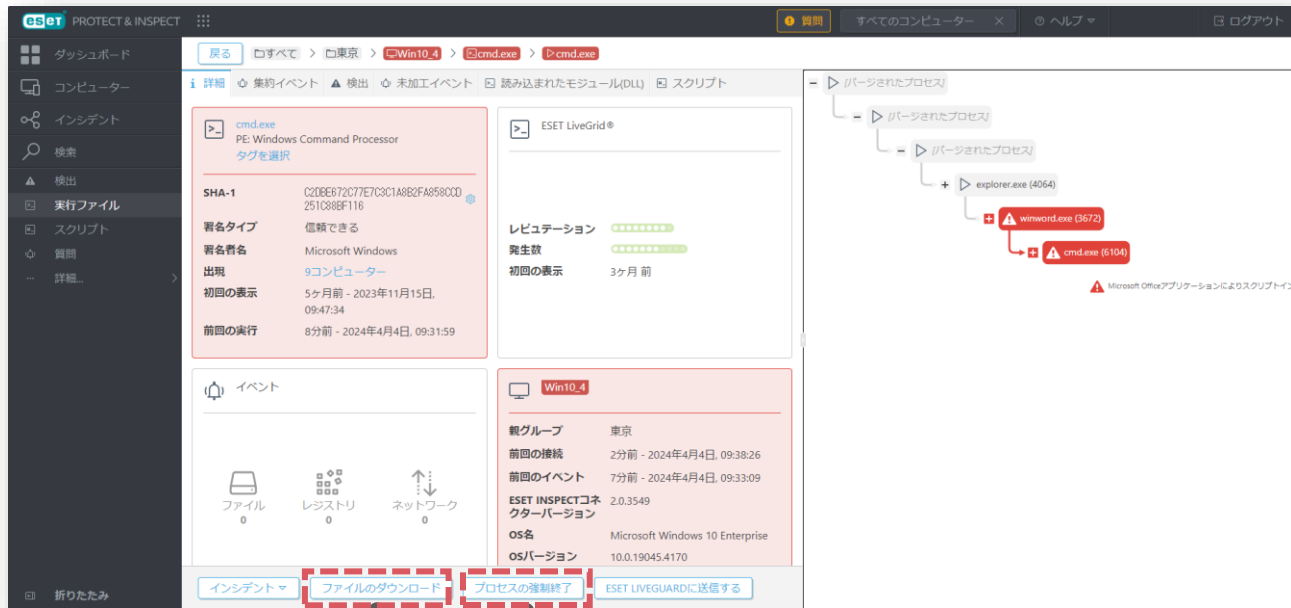 eset PROTECT & INSPECT
質問
すべてのコンピューター ×
ヘルプ
ログアウト
ダッシュボード
コンピューター
インシデント
検索
検出
実行ファイル
スクリプト
質問
詳細...
折りたたみ
戻る
すべて > 東京 > Win10_4 > cmd.exe > cmd.exe
詳細 集約イベント 検出 未加工イベント 読み込まれたモジュール(DLL) スクリプト
cmd.exe
PE: Windows Command Processor
タグを選択
SHA-1 C2DBE672C77E7C3C1A8B2FA858CCD
251C88BF116
署名タイプ 信頼できる
署名者名 Microsoft Windows
出現 9コンピューター
初回の表示 5ヶ月前 - 2023年11月15日,
09:47:34
前回の実行 8分前 - 2024年4月4日, 09:31:59
ESET LiveGrid®
レピュテーション
発生数
初回の表示 3ヶ月 前
イベント
ファイル
0
レジストリ
0
ネットワーク
0
Win10_4
親グループ 東京
前回の接続 2分前 - 2024年4月4日, 09:38:26
前回のイベント 7分前 - 2024年4月4日, 09:33:09
ESET INSPECTコネ
クターバージョン 2.0.3549
OS名 Microsoft Windows 10 Enterprise
OSバージョン 10.0.19045.4170
インシデント
ファイルのダウンロード
プロセスの強制終了
ESET LIVEGUARDに送信する
[パージされたプロセス]
[パージされたプロセス]
[パージされたプロセス]
explorer.exe (4064)
winword.exe (3672)
cmd.exe (6104)
Microsoft Officeアプリケーションによりスクリプトイン